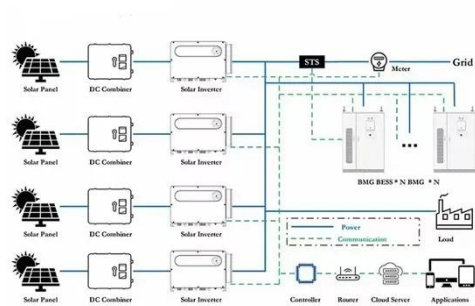 STS
Meter
Grid
Solar Panel
DC Combiner
Solar Inverter
Solar Panel
DC Combiner
Solar Inverter
BMG BESS * N BMG * N
Solar Panel
DC Combiner
Solar Inverter
Power
Communication
Load
Solar Panel
DC Combiner
Solar Inverter
Controller
Router
Cloud Server
Applications